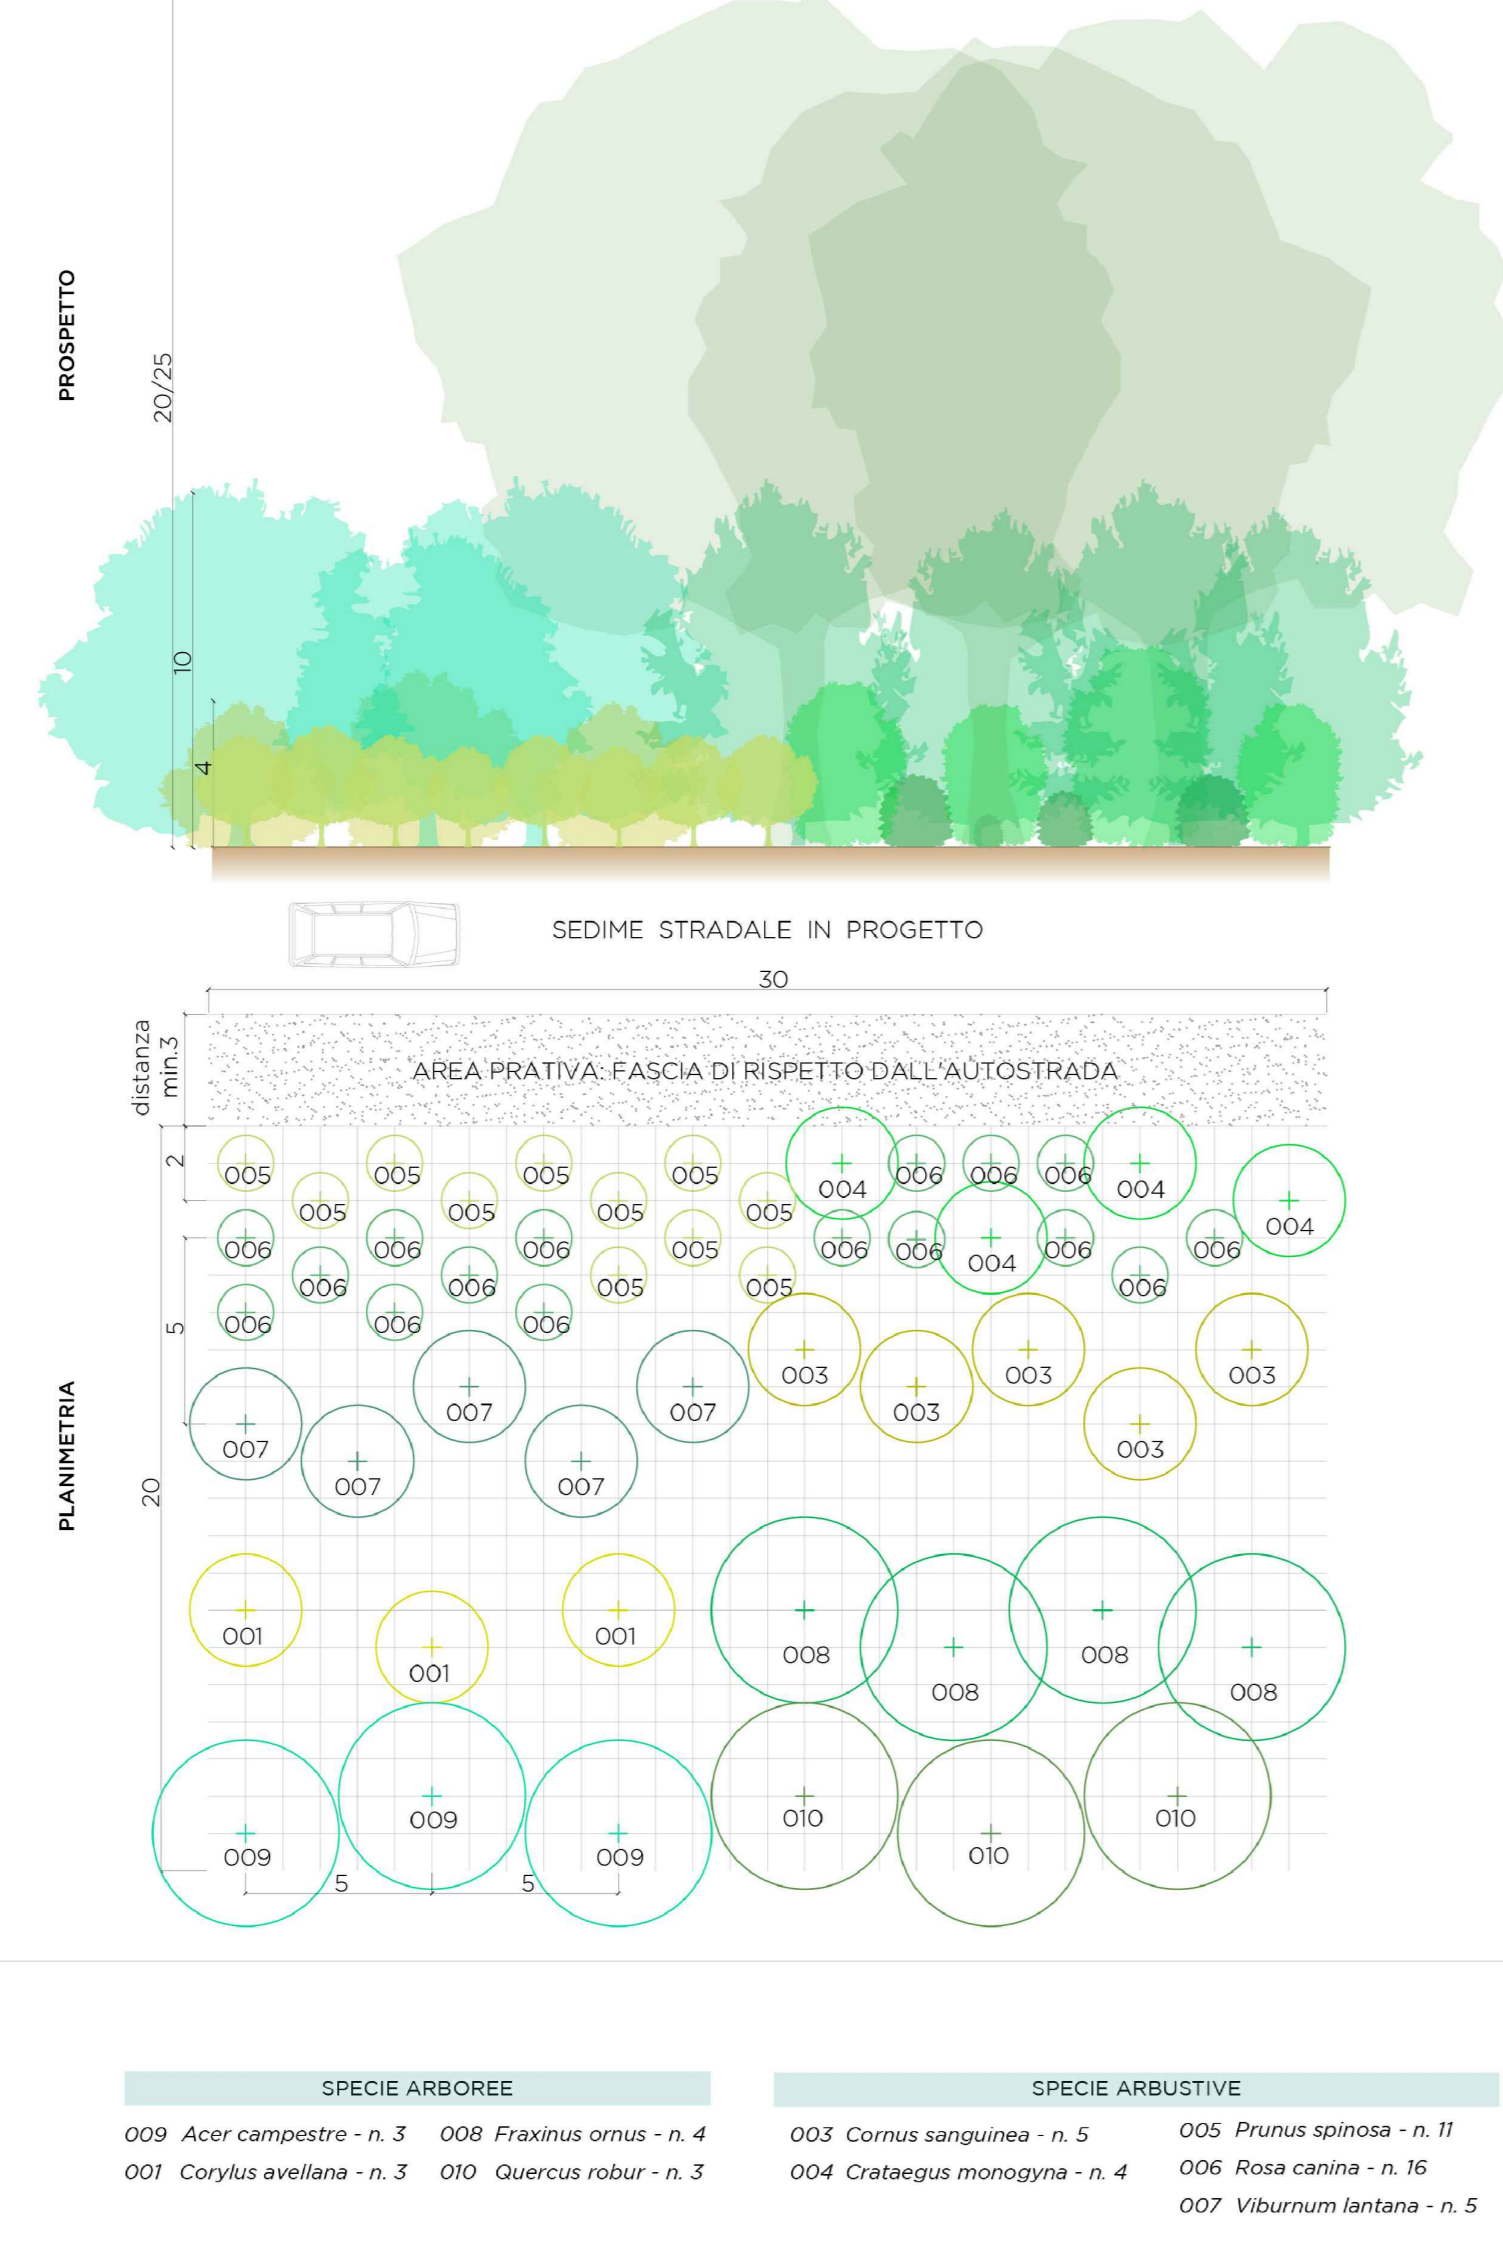 PROSPETTO
20/25
10
4
SEDIME STRADALE IN PROGETTO
30
distanza
min.3
AREA PRATIVA: FASCIA DI RISPETTO DALL'AUTOSTRADA
2
005 005 005 005 004 006 006 006 004
005 005 005 005 004
006 006 006 005 006 006 004 006 006
006 006 005 005 006
5
006 006 006
003 003 003
007 007 003
007 003
007 007
PLANIMETRIA
20
001 001 008 008
001 008 008
009 010 010
009 009 010
5 5
SPECIE ARBOREE
009 Acer campestre - n. 3
001 Corylus avellana - n. 3
008 Fraxinus ornus - n. 4
010 Quercus robur - n. 3
SPECIE ARBUSTIVE
003 Cornus sanguinea - n. 5
004 Crataegus monogyna - n. 4
005 Prunus spinosa - n. 11
006 Rosa canina - n. 16
007 Viburnum lantana - n. 5